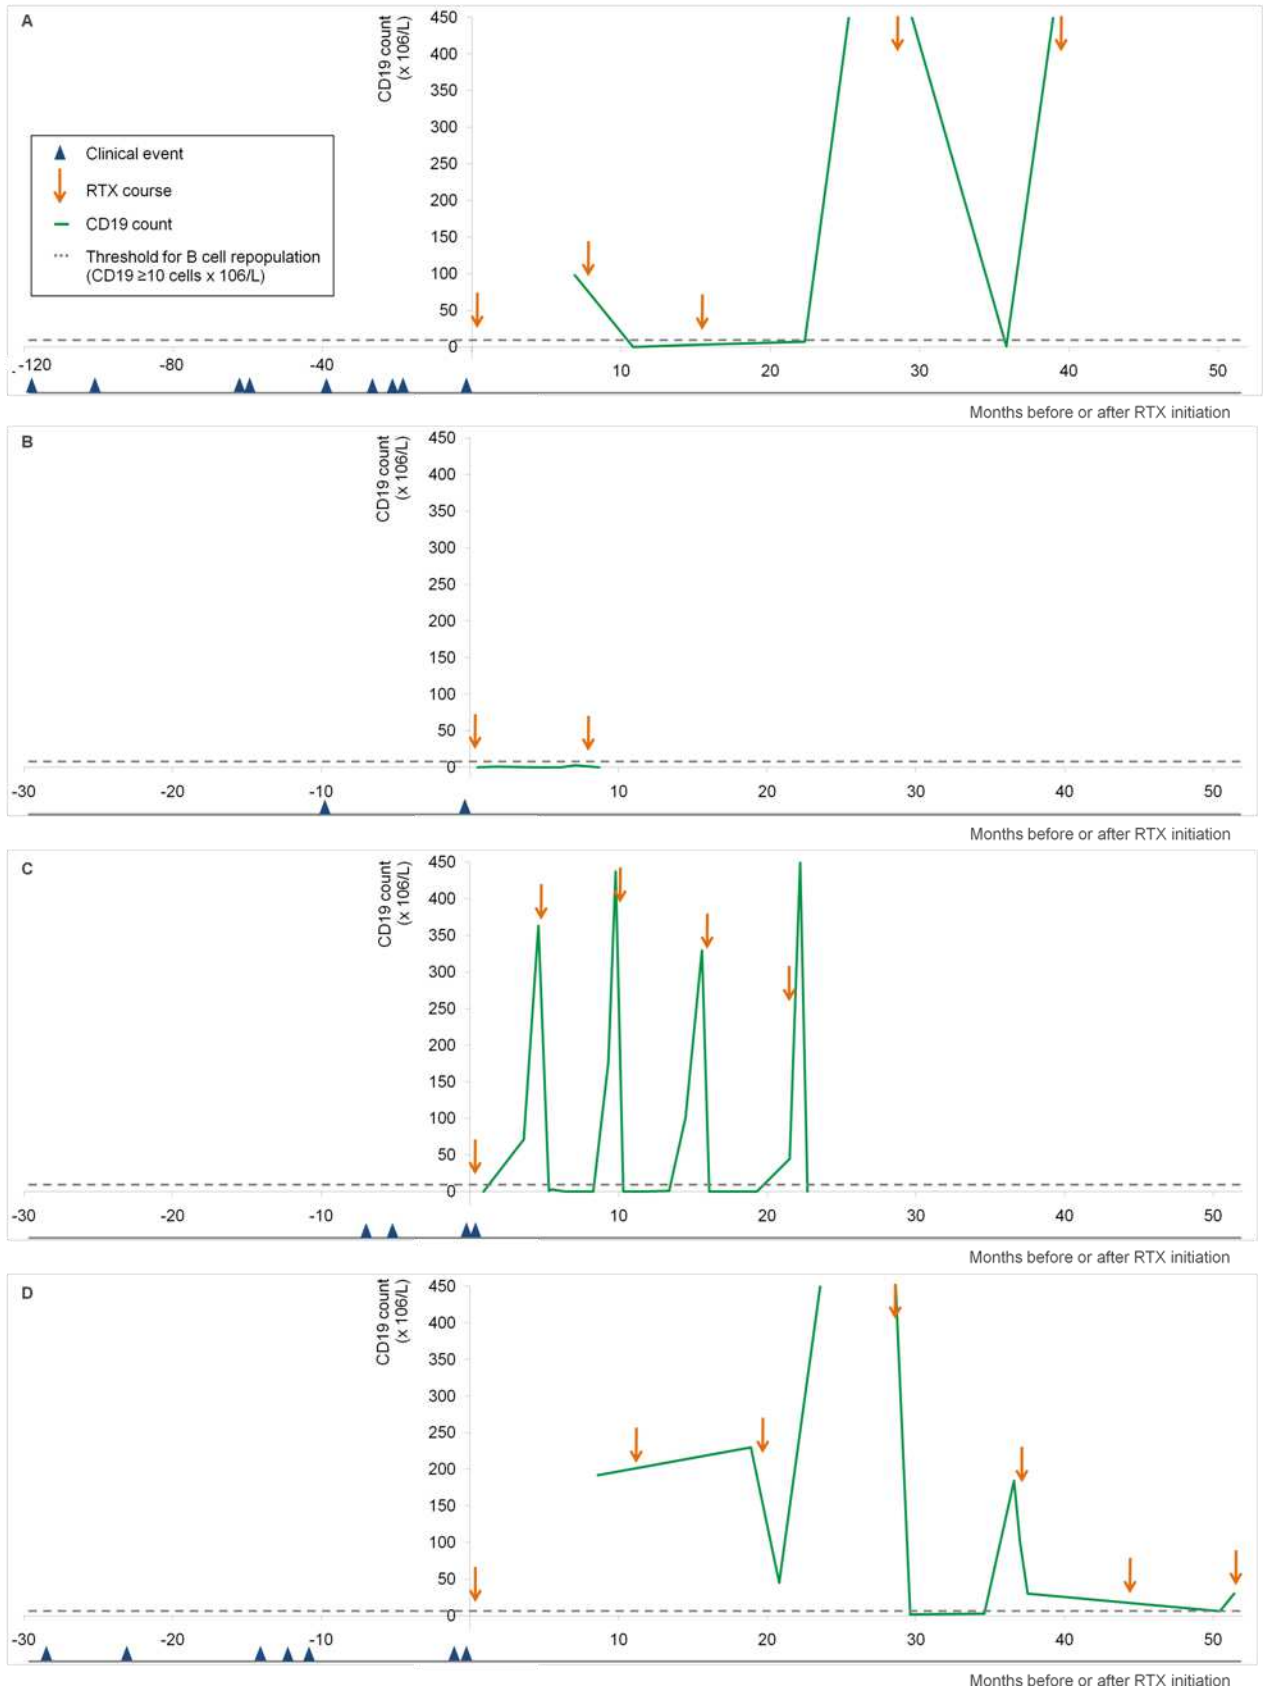 A
CD19 count
(x 106/L)
450
400
350
300
250
200
150
100
50
0
Clinical event
RTX course
CD19 count
Threshold for B cell repopulation
(CD19 ≥10 cells x 106/L)
-120 -80 -40 10 20 30 40 50
Months before or after RTX initiation
B
CD19 count
(x 106/L)
450
400
350
300
250
200
150
100
50
0
-30 -20 -10 10 20 30 40 50
Months before or after RTX initiation
C
CD19 count
(x 106/L)
450
400
350
300
250
200
150
100
50
0
-30 -20 -10 10 20 30 40 50
Months before or after RTX initiation
D
CD19 count
(x 106/L)
450
400
350
300
250
200
150
100
50
0
-30 -20 -10 10 20 30 40 50
Months before or after RTX initiation